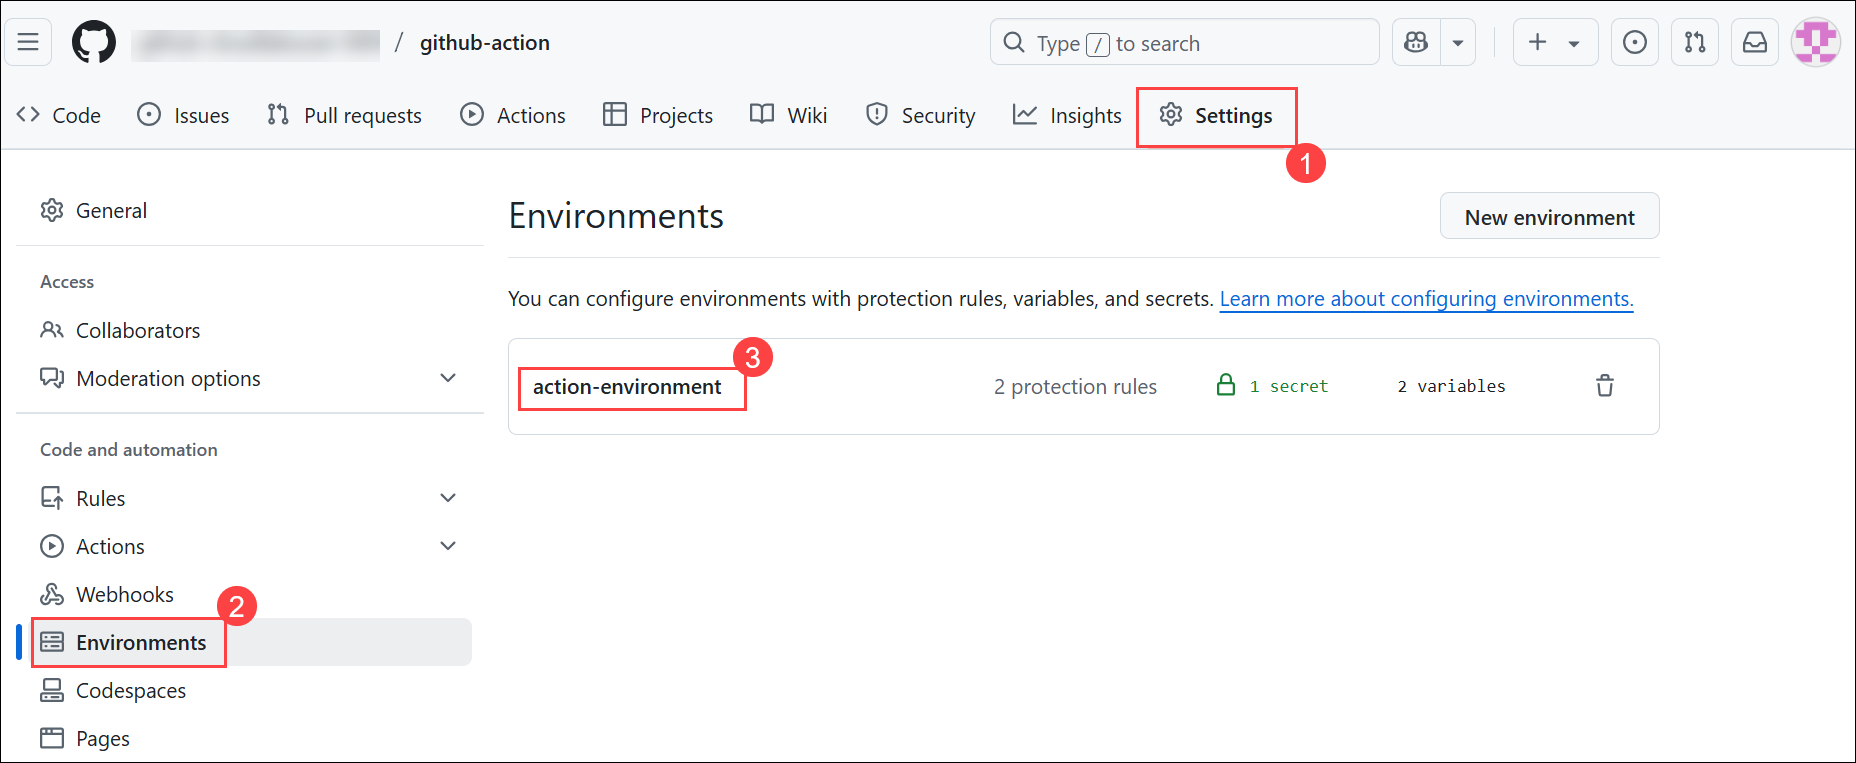 / github-action
Type / to search
Code Issues Pull requests Actions Projects Wiki Security Insights Settings
1
General
Access
Collaborators
Moderation options
Code and automation
Rules
Actions
Webhooks
2
Environments
Codespaces
Pages
Environments
New environment
You can configure environments with protection rules, variables, and secrets. Learn more about configuring environments.
3
action-environment 2 protection rules 1 secret 2 variables